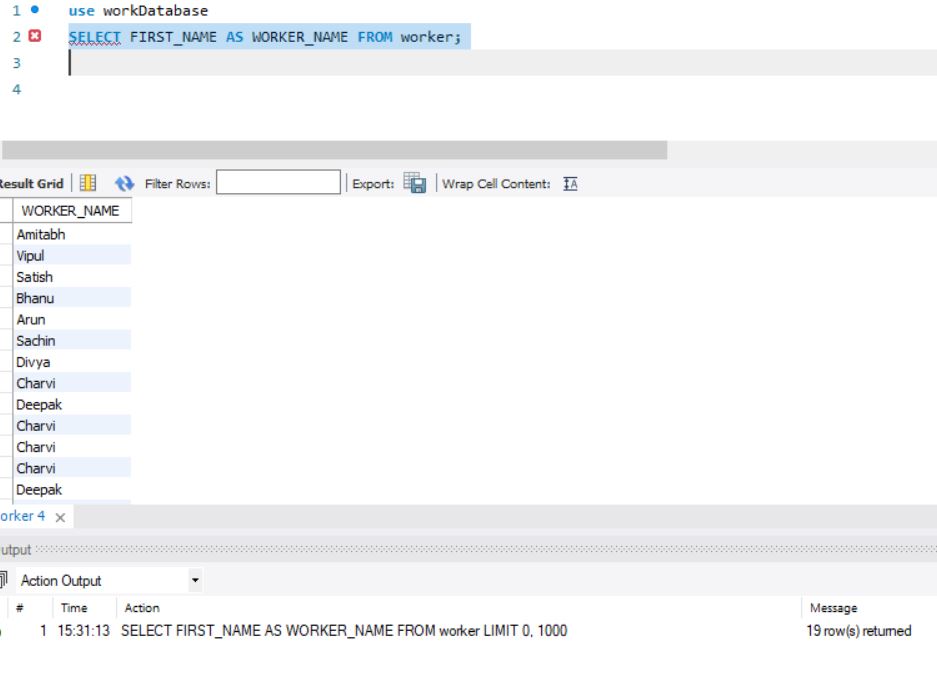 1 use workDatabase
2 SELECT FIRST_NAME AS WORKER_NAME FROM worker;
3
4
Result Grid Filter Rows: Export: Wrap Cell Content:
WORKER_NAME
Amitabh
Vipul
Satish
Bhanu
Arun
Sachin
Divya
Charvi
Deepak
Charvi
Charvi
Charvi
Deepak
orker 4
utput
Action Output
# Time Action Message
1 15:31:13 SELECT FIRST_NAME AS WORKER_NAME FROM worker LIMIT 0, 1000 19 row(s) returned